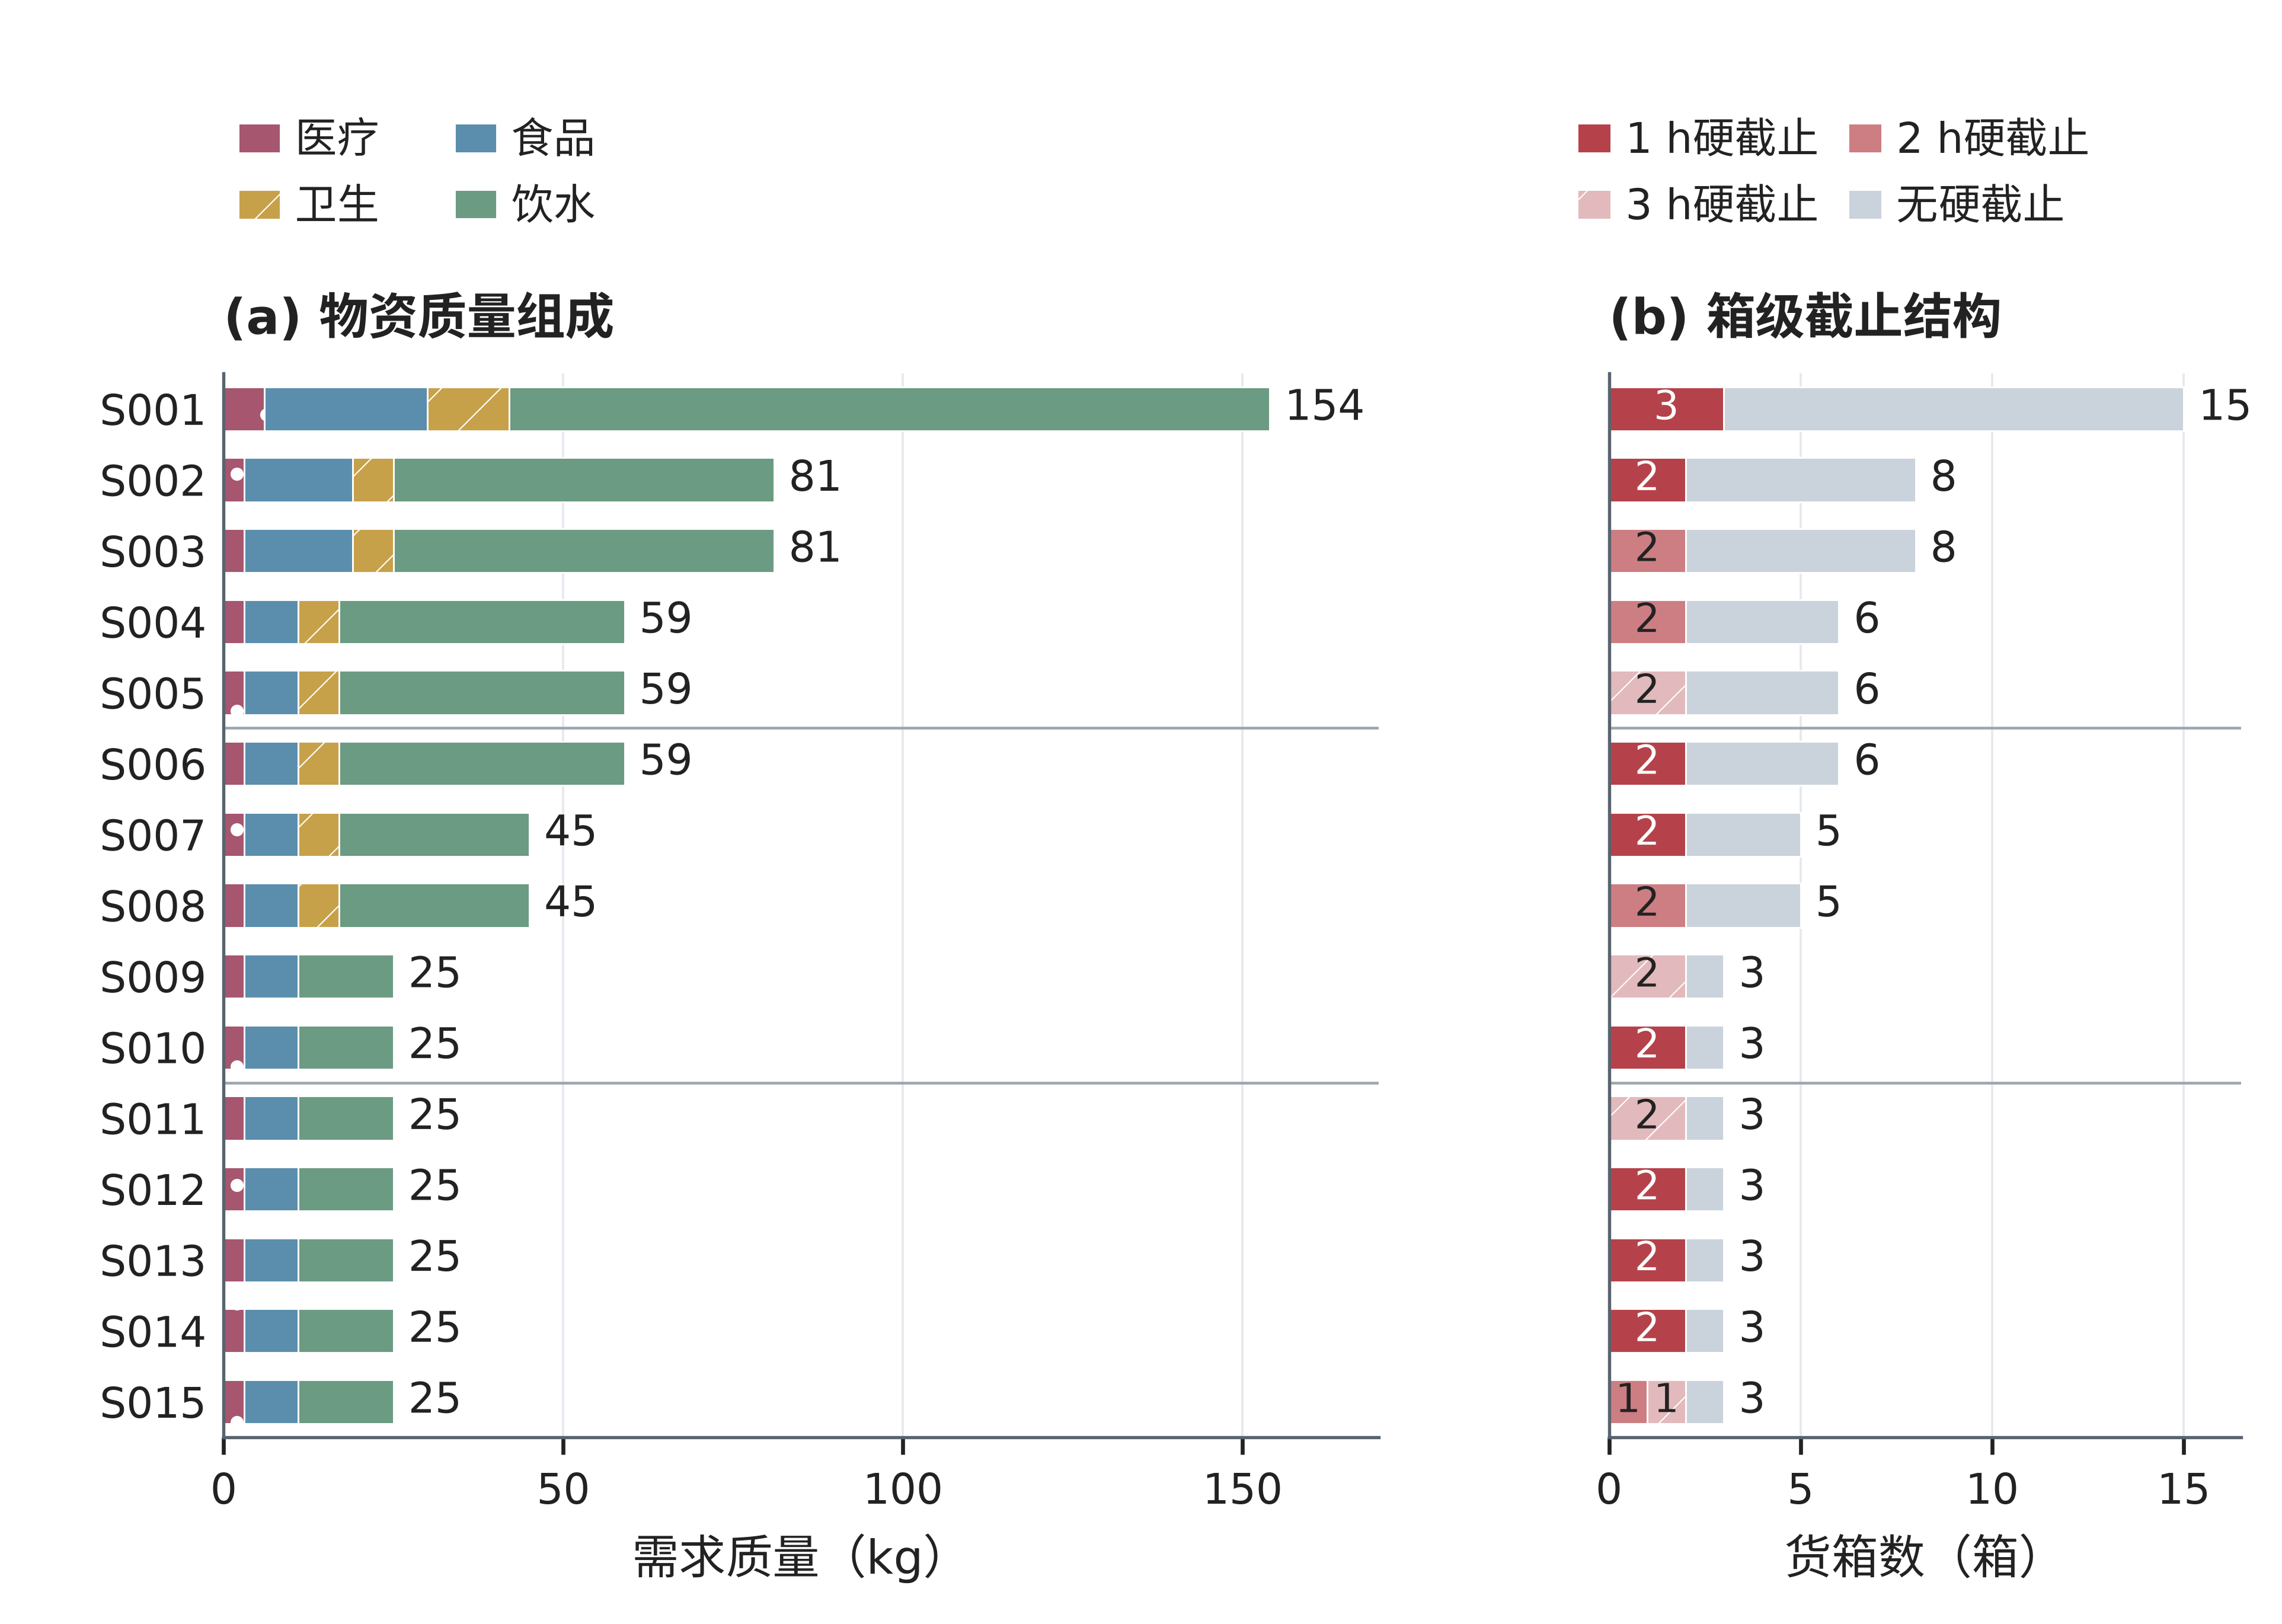 医疗 食品
卫生 饮水
1 h硬截止 2 h硬截止
3 h硬截止 无硬截止
(a) 物资质量组成
S001 154
S002 81
S003 81
S004 59
S005 59
S006 59
S007 45
S008 45
S009 25
S010 25
S011 25
S012 25
S013 25
S014 25
S015 25
0 50 100 150
需求质量（kg）
(b) 箱级截止结构
3 15
2 8
2 8
2 6
2 6
2 6
2 5
2 5
2 3
2 3
2 3
2 3
2 3
2 3
1 1 3
0 5 10 15
货箱数（箱）